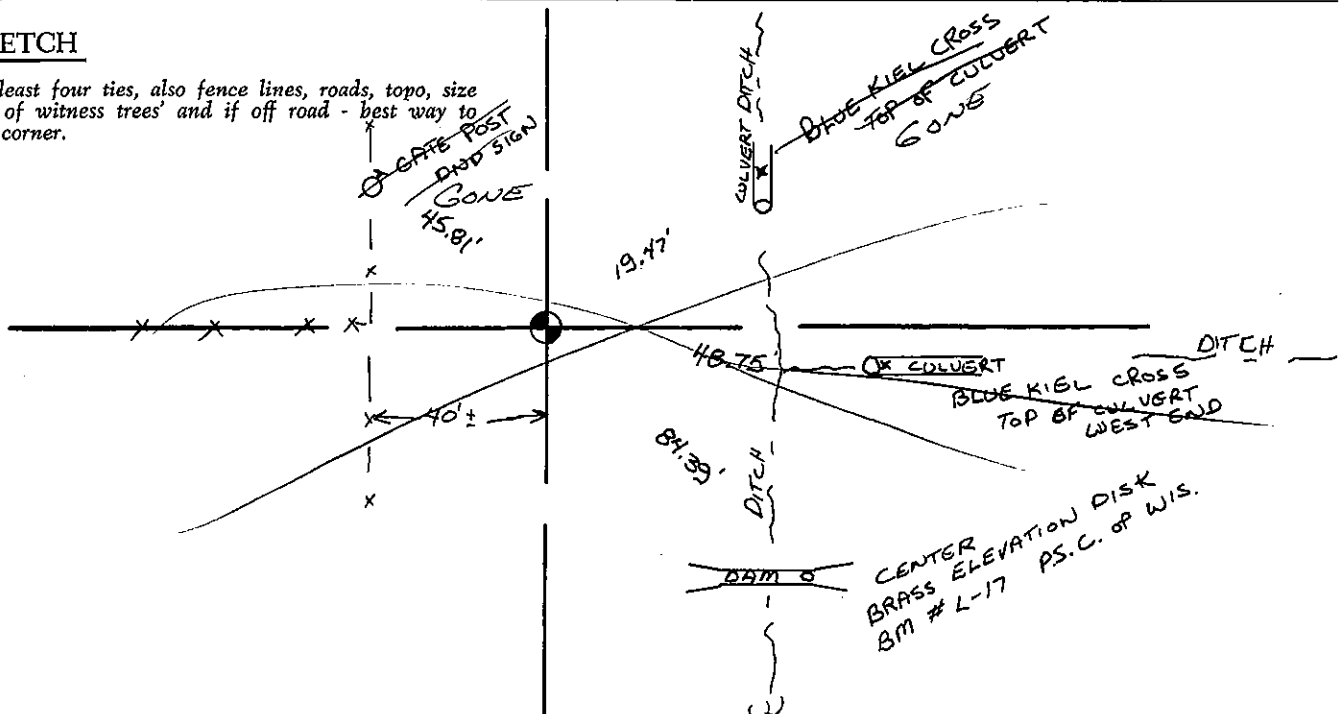 ETCH
least four ties, also fence lines, roads, topo, size
of witness trees' and if off road - best way to
corner.
GATE POST
DND SIGN
GONE
45.81'
CULVERT DITCH
BLUE KIEL CROSS
TOP OF CULVERT
GONE
19.47'
48.75'
CULVERT
DITCH
BLUE KIEL CROSS
TOP OF CULVERT
WEST END
40'±
84.39'
DITCH
DAM
CENTER
BRASS ELEVATION DISK
BM # L-17 P.S.C. OF WIS.